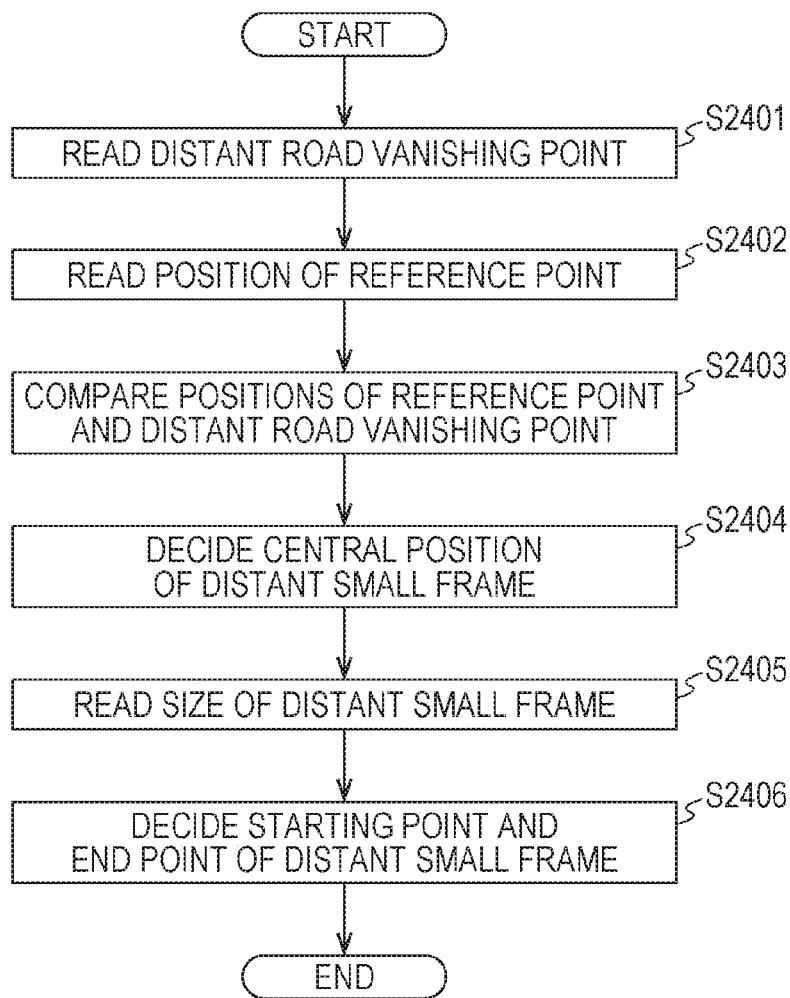 START
S2401
READ DISTANT ROAD VANISHING POINT
S2402
READ POSITION OF REFERENCE POINT
S2403
COMPARE POSITIONS OF REFERENCE POINT
AND DISTANT ROAD VANISHING POINT
S2404
DECIDE CENTRAL POSITION
OF DISTANT SMALL FRAME
S2405
READ SIZE OF DISTANT SMALL FRAME
S2406
DECIDE STARTING POINT AND
END POINT OF DISTANT SMALL FRAME
END